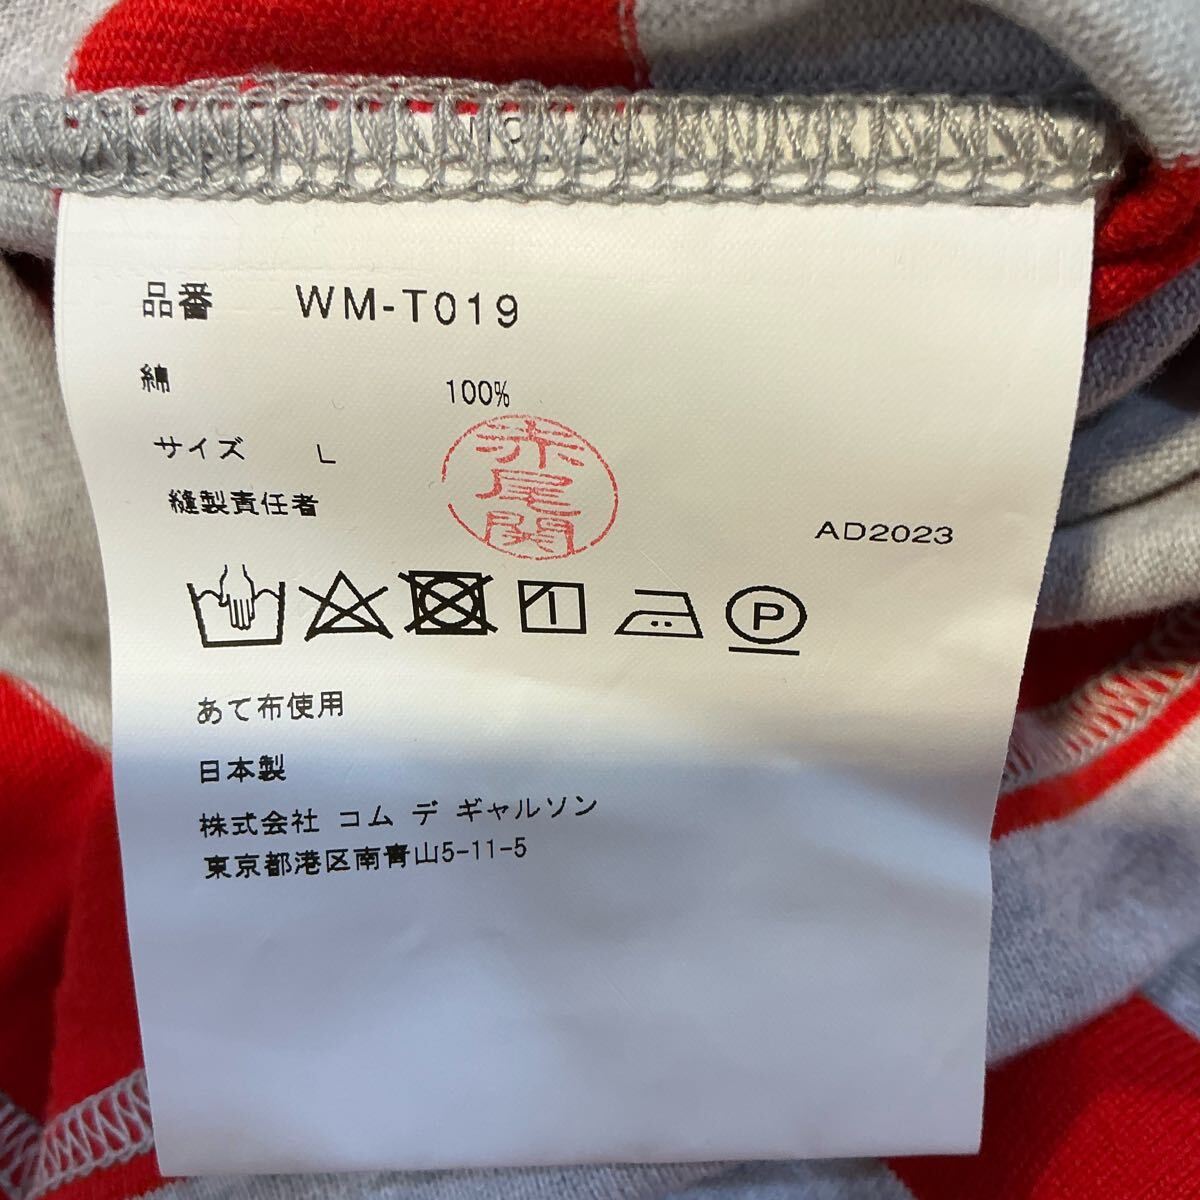 品番 WM-T019
綿 100%
サイズ L
縫製責任者
赤
尾
関
AD2023
P
あて布使用
日本製
株式会社 コム デ ギャルソン
東京都港区南青山5-11-5